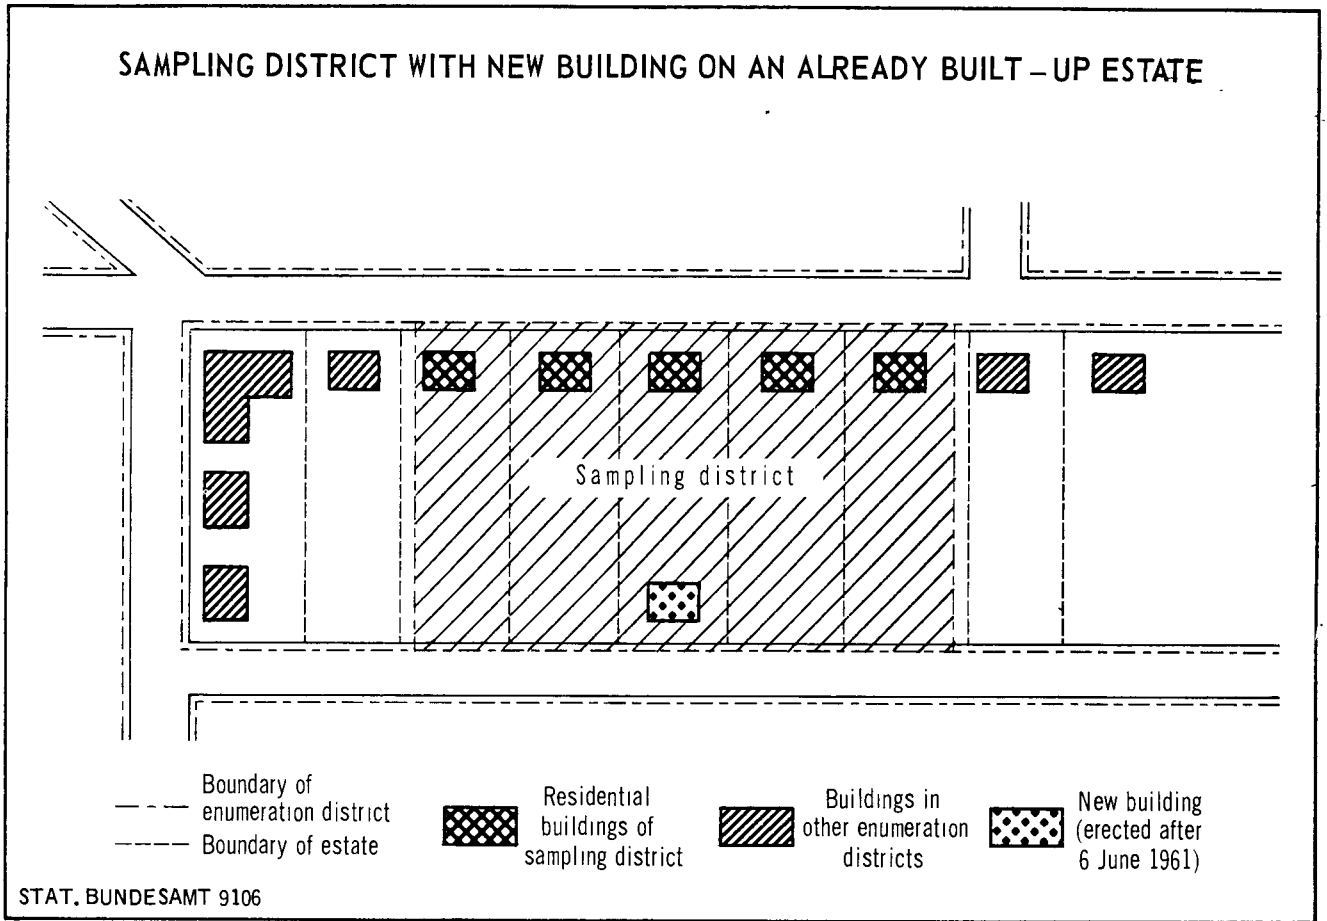 SAMPLING DISTRICT WITH NEW BUILDING ON AN ALREADY BUILT – UP ESTATE
Sampling district
Boundary of
enumeration district
Boundary of estate
Residential
buildings of
sampling district
Buildings in
other enumeration
districts
New building
(erected after
6 June 1961)
STAT. BUNDESAMT 9106